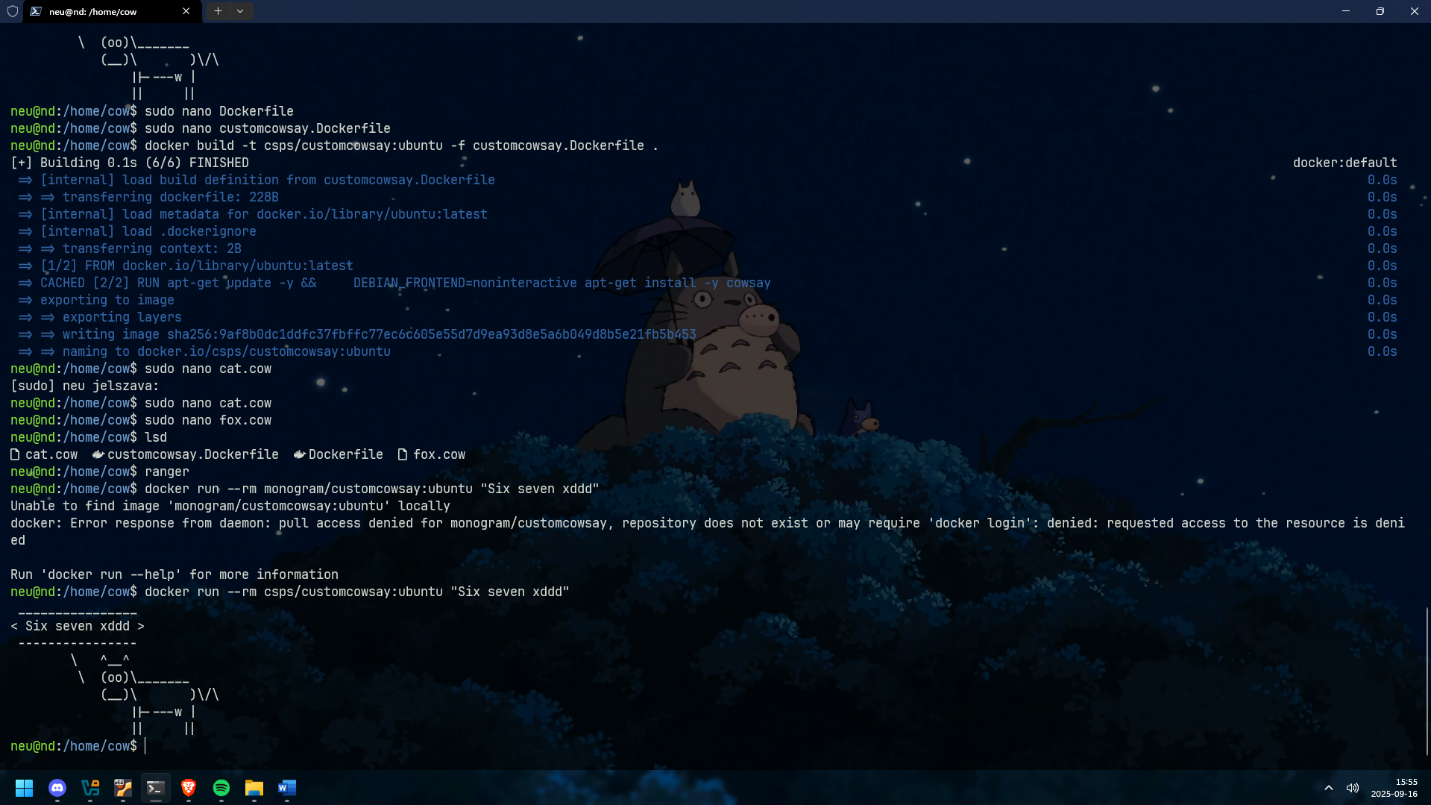 neu@nd: /home/cow
\  (oo)\_______
(__)\       )\/\
||----w |
||     ||
neu@nd:/home/cow$ sudo nano Dockerfile
neu@nd:/home/cow$ sudo nano customcowsay.Dockerfile
neu@nd:/home/cow$ docker build -t csps/customcowsay:ubuntu -f customcowsay.Dockerfile .
[+] Building 0.1s (6/6) FINISHED docker:default
=> [internal] load build definition from customcowsay.Dockerfile 0.0s
=> => transferring dockerfile: 228B 0.0s
=> [internal] load metadata for docker.io/library/ubuntu:latest 0.0s
=> [internal] load .dockerignore 0.0s
=> => transferring context: 2B 0.0s
=> [1/2] FROM docker.io/library/ubuntu:latest 0.0s
=> CACHED [2/2] RUN apt-get update -y &&     DEBIAN_FRONTEND=noninteractive apt-get install -y cowsay 0.0s
=> exporting to image 0.0s
=> => exporting layers 0.0s
=> => writing image sha256:9af8b0dc1ddfc37fbffc77ec6c605e55d7d9ea93d8e5a6b049d8b5e21fb5b453 0.0s
=> => naming to docker.io/csps/customcowsay:ubuntu 0.0s
neu@nd:/home/cow$ sudo nano cat.cow
[sudo] neu jelszava:
neu@nd:/home/cow$ sudo nano cat.cow
neu@nd:/home/cow$ sudo nano fox.cow
neu@nd:/home/cow$ lsd
cat.cow customcowsay.Dockerfile Dockerfile fox.cow
neu@nd:/home/cow$ ranger
neu@nd:/home/cow$ docker run --rm monogram/customcowsay:ubuntu "Six seven xddd"
Unable to find image 'monogram/customcowsay:ubuntu' locally
docker: Error response from daemon: pull access denied for monogram/customcowsay, repository does not exist or may require 'docker login': denied: requested access to the resource is deni
ed
Run 'docker run --help' for more information
neu@nd:/home/cow$ docker run --rm csps/customcowsay:ubuntu "Six seven xddd"
________________
< Six seven xddd >
----------------
\   ^__^
\  (oo)\_______
(__)\       )\/\
||----w |
||     ||
neu@nd:/home/cow$
15:55
2025-09-16